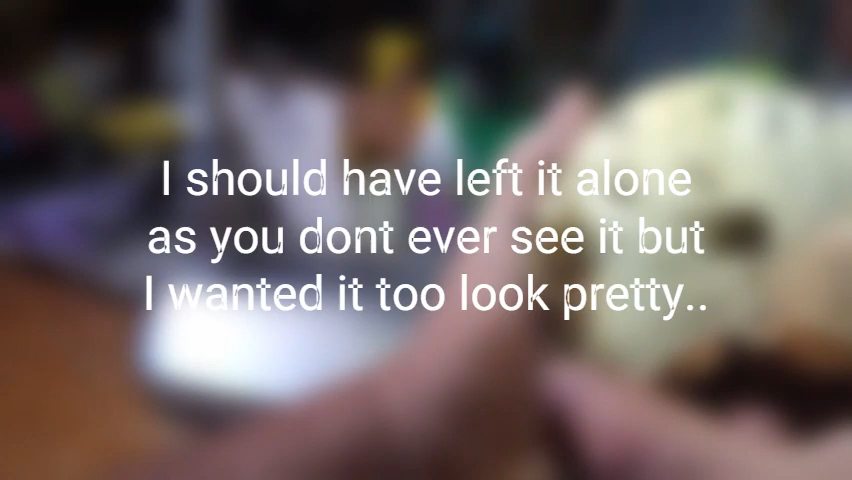 I should have left it alone
as you dont ever see it but
I wanted it too look pretty..